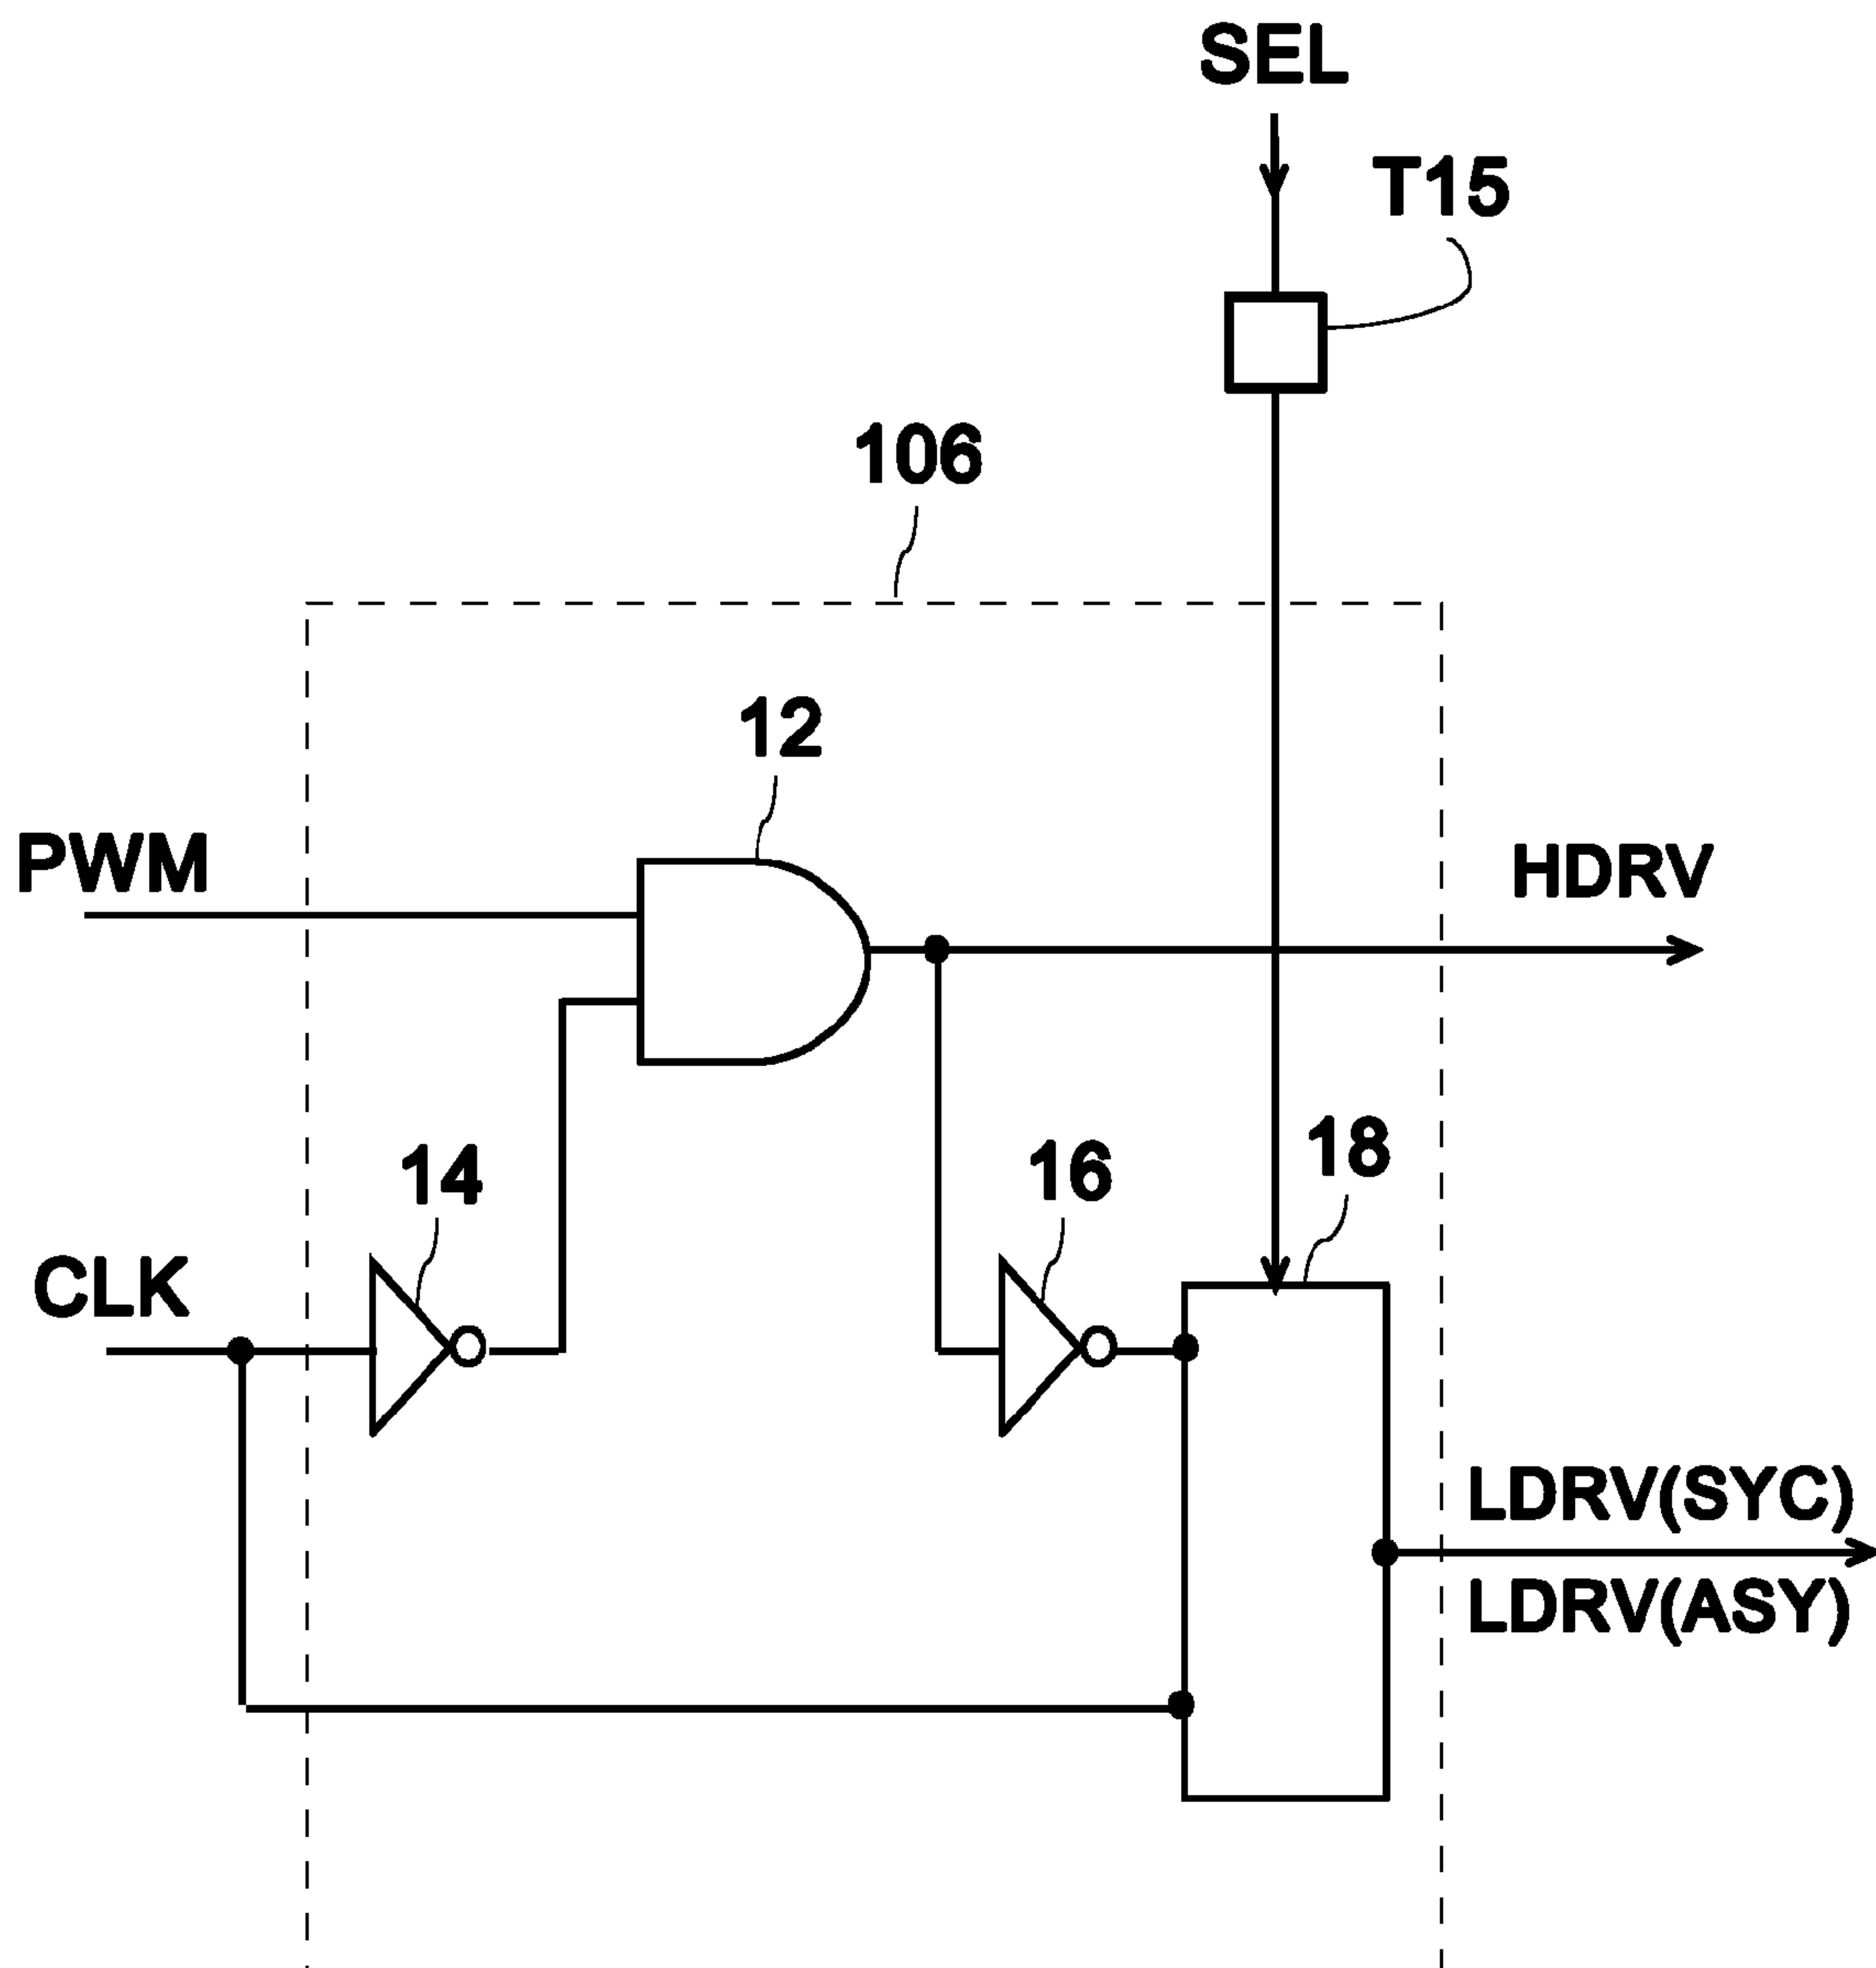 SEL
T15
106
12
PWM
HDRV
14
16
18
CLK
LDRV(SYC)
LDRV(ASY)